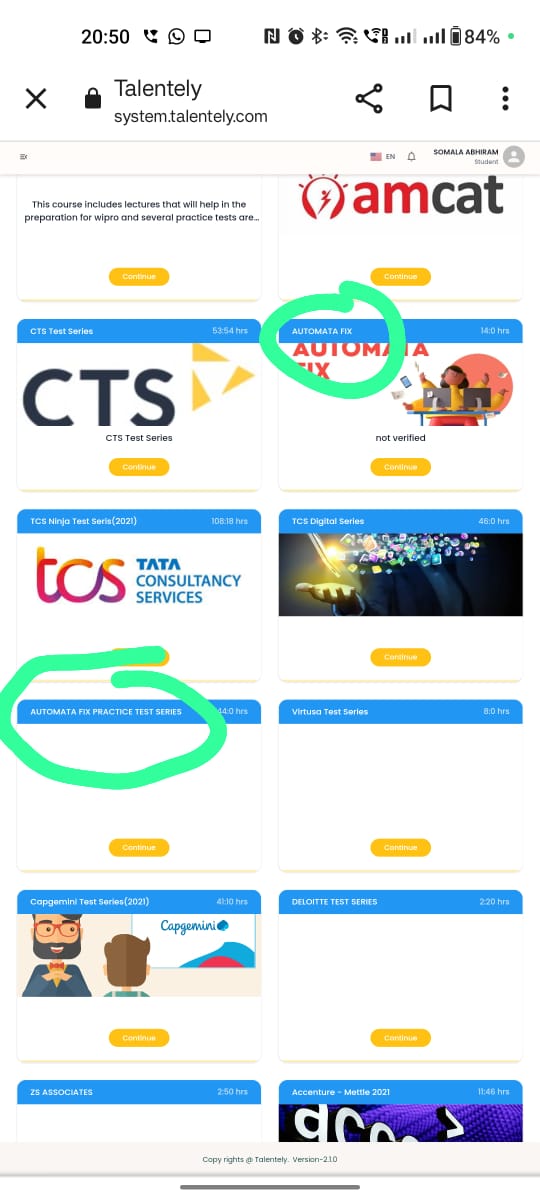 20:50
84%
Talentely
system.talentely.com
EN
SOMALA ABHIRAM
Student
This course includes lectures that will help in the
preparation for wipro and several practice tests are...
Continue
amcat
Continue
CTS Test Series 53:54 hrs
CTS
CTS Test Series
Continue
AUTOMATA FIX 14:0 hrs
AUTOMATA
FIX
not verified
Continue
TCS Ninja Test Seris(2021) 108:18 hrs
tcs TATA
CONSULTANCY
SERVICES
TCS Digital Series 46:0 hrs
Continue
AUTOMATA FIX PRACTICE TEST SERIES 44:0 hrs
Continue
Virtusa Test Series 8:0 hrs
Continue
Capgemini Test Series(2021) 41:10 hrs
Capgemini
Continue
DELOITTE TEST SERIES 2:20 hrs
Continue
ZS ASSOCIATES 2:50 hrs
Accenture - Mettle 2021 11:46 hrs
Copy rights @ Talentely. Version-2.1.0